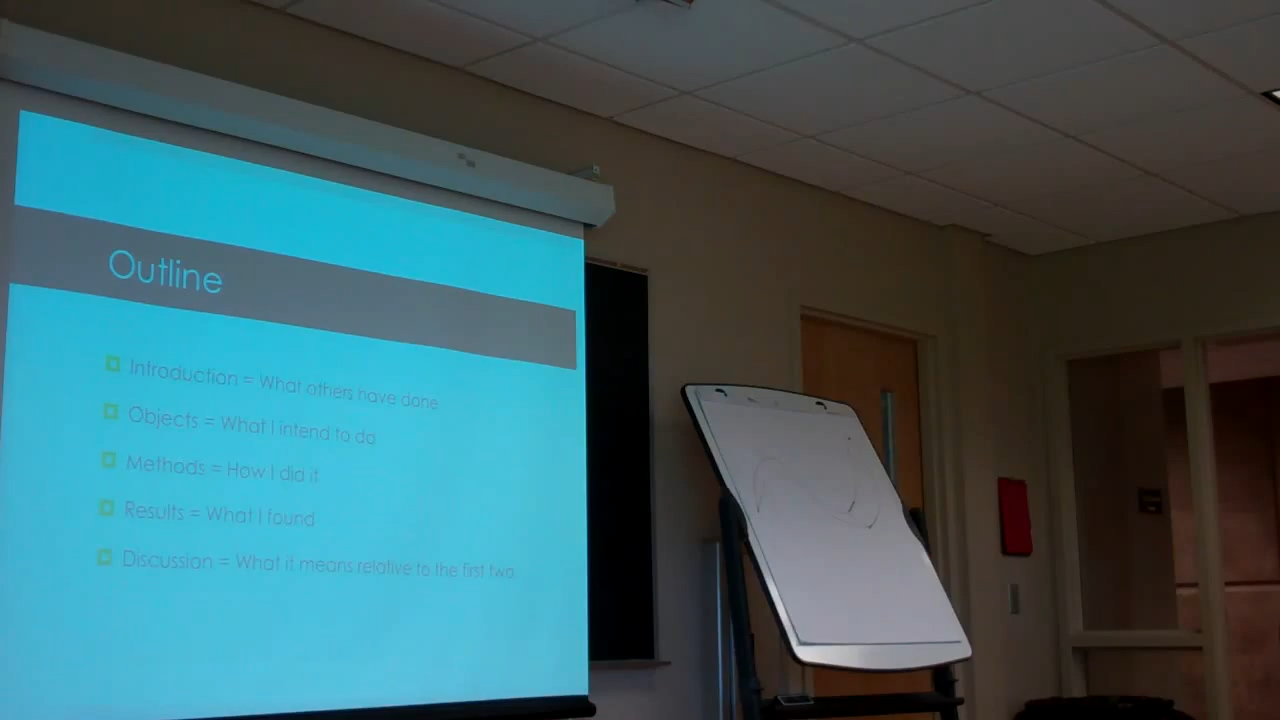 Outline
Introduction = What others have done
Objects = What I intend to do
Methods = How I did it
Results = What I found
Discussion = What it means relative to the first two